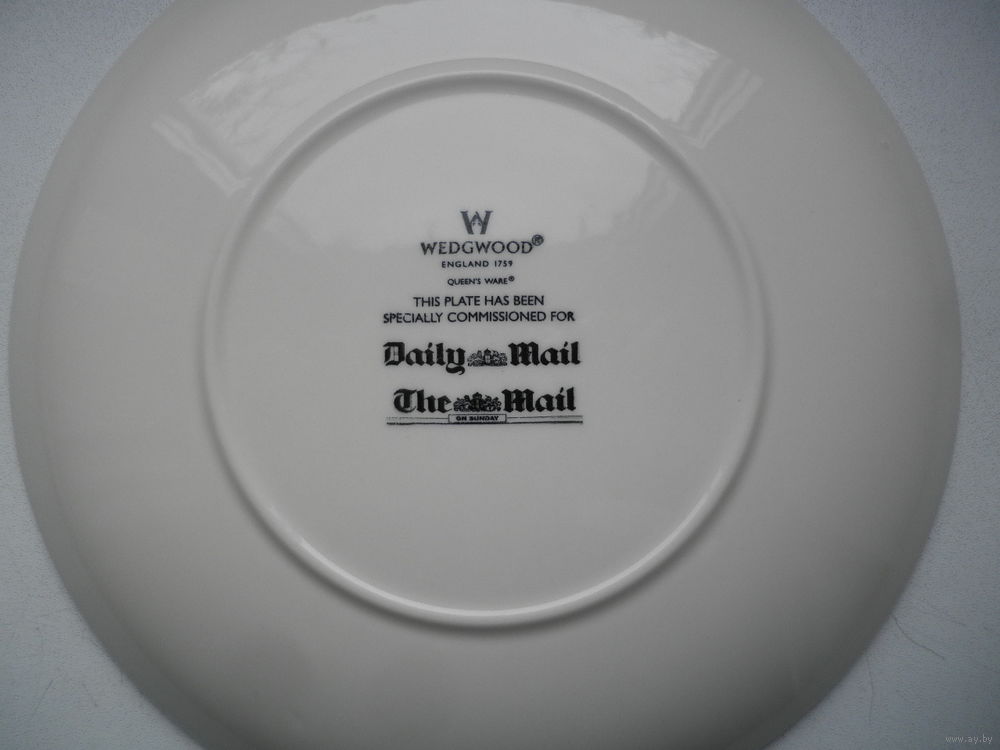 W
WEDGWOOD®
ENGLAND 1759
QUEEN'S WARE®
THIS PLATE HAS BEEN
SPECIALLY COMMISSIONED FOR
Daily Mail
The Mail
ON SUNDAY
www.ay.by